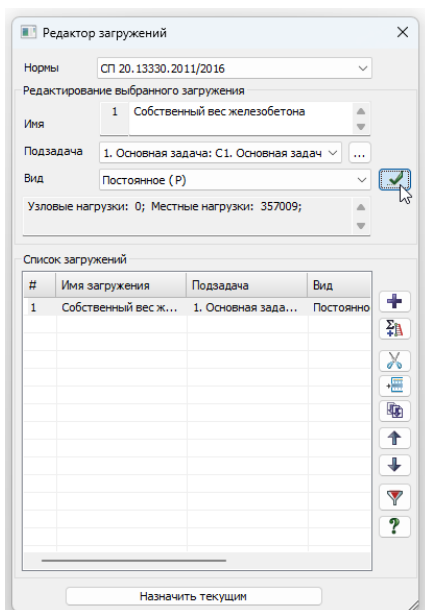 Редактор загружений
Нормы СП 20.13330.2011/2016
Редактирование выбранного загружения
Имя 1 Собственный вес железобетона
Подзадача 1. Основная задача: С1. Основная задач ...
Вид Постоянное (P)
Узловые нагрузки: 0; Местные нагрузки: 357009;
Список загружений
# Имя загружения Подзадача Вид
1 Собственный вес ж... 1. Основная зада... Постоянно
Назначить текущим